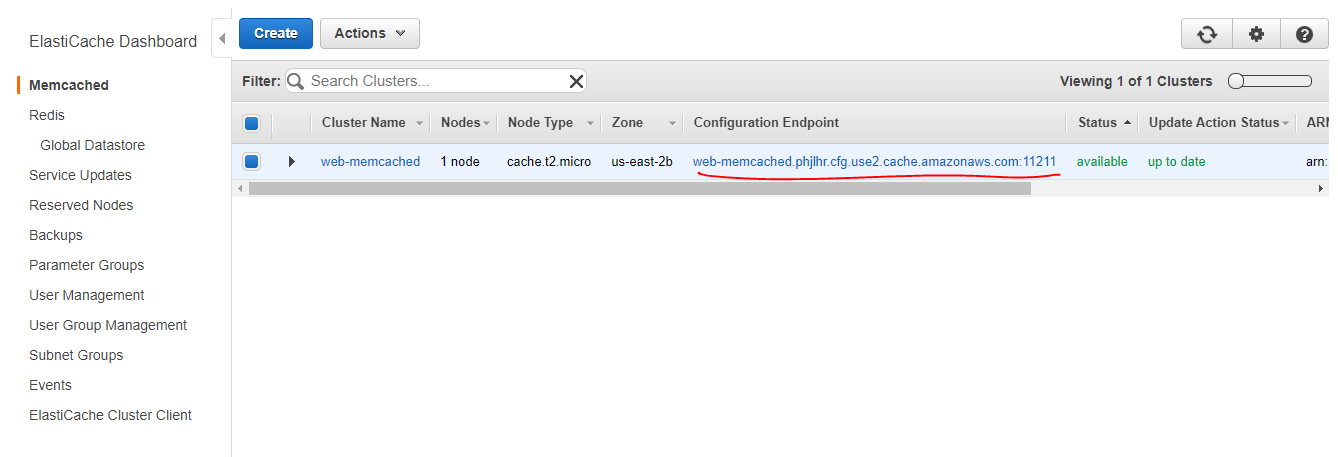 ElastiCache Dashboard
Memcached
Redis
Global Datastore
Service Updates
Reserved Nodes
Backups
Parameter Groups
User Management
User Group Management
Subnet Groups
Events
ElastiCache Cluster Client
Create Actions
Filter: Search Clusters... Viewing 1 of 1 Clusters
Cluster Name Nodes Node Type Zone Configuration Endpoint Status Update Action Status ARN
web-memcached 1 node cache.t2.micro us-east-2b web-memcached.phjlhr.cfg.use2.cache.amazonaws.com:11211 available up to date arn: